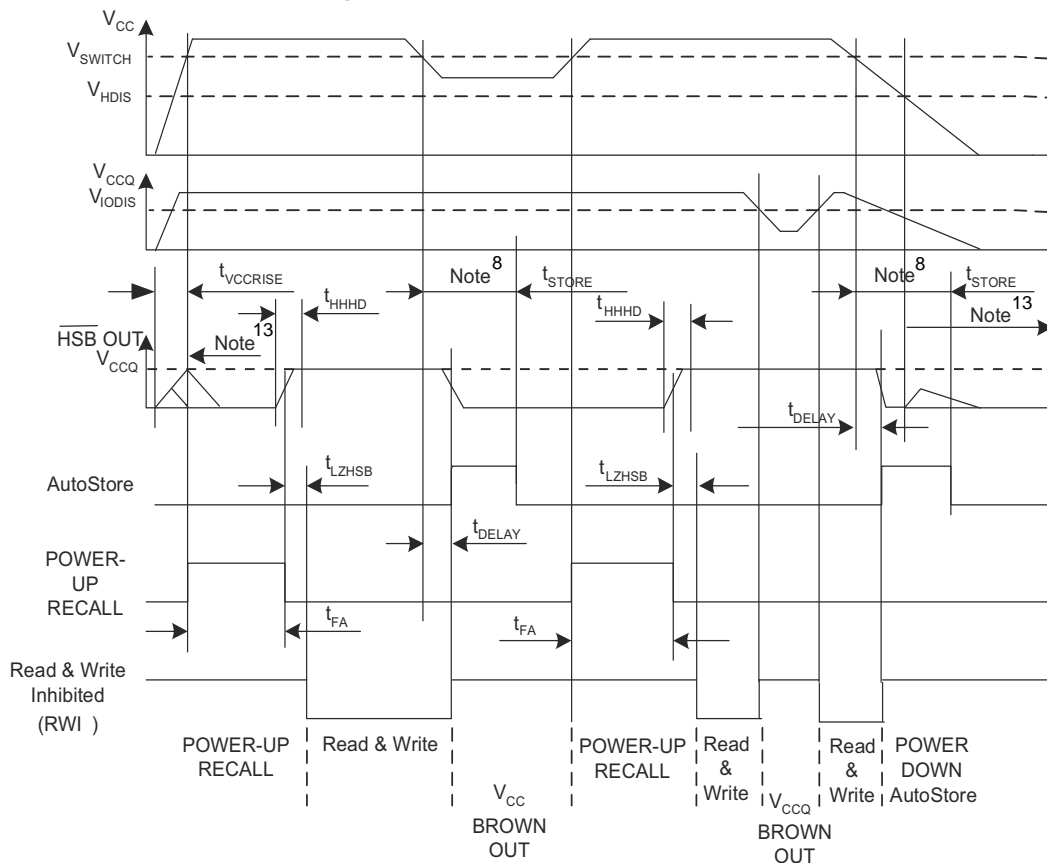 VCC
VSWITCH
VHDIS
VCCQ
VIODIS
tVCCRISE
Note8
tSTORE
Note8
tSTORE
tHHHD
tHHHD
Note13
HSB OUT
Note13
VCCQ
tDELAY
tLZHSB
tLZHSB
AutoStore
tDELAY
POWER-
UP
RECALL
tFA
tFA
Read & Write
Inhibited
(RWI )
POWER-UP
RECALL
Read & Write
VCC
BROWN
OUT
POWER-UP
RECALL
Read
&
Write
VCCQ
BROWN
OUT
Read
&
Write
POWER
DOWN
AutoStore